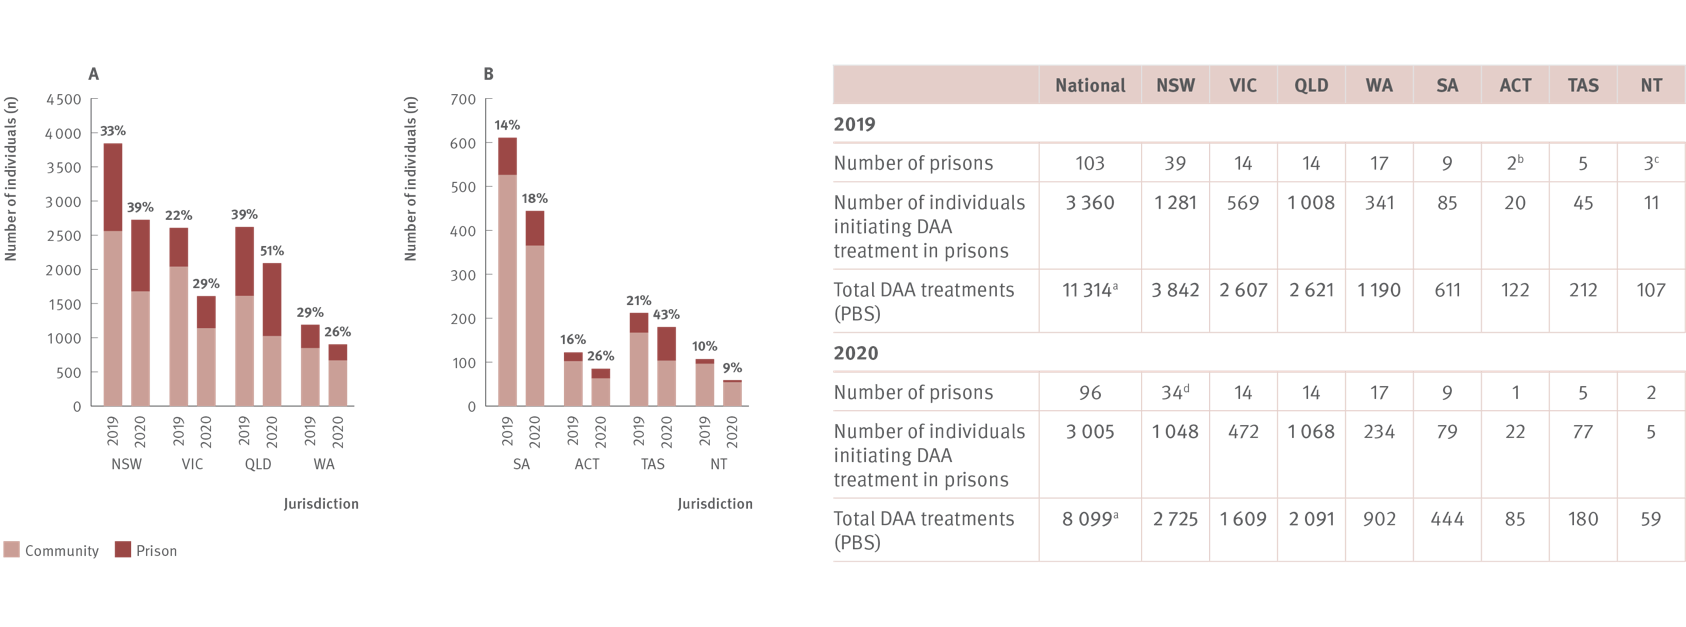 A
Number of individuals (n)
4 500
4 000
3 500
3 000
2 500
2 000
1 500
1 000
500
0
33%
39%
22%
29%
39%
51%
29%
26%
2019
2020
2019
2020
2019
2020
2019
2020
NSW
VIC
QLD
WA
Jurisdiction
Community
Prison
B
Number of individuals (n)
700
600
500
400
300
200
100
0
14%
18%
16%
26%
21%
43%
10%
9%
2019
2020
2019
2020
2019
2020
2019
2020
SA
ACT
TAS
NT
Jurisdiction
National NSW VIC QLD WA SA ACT TAS NT
2019
Number of prisons 103 39 14 14 17 9 2ᵇ 5 3ᶜ
Number of individuals 3 360 1 281 569 1 008 341 85 20 45 11
initiating DAA
treatment in prisons
Total DAA treatments 11 314ᵃ 3 842 2 607 2 621 1 190 611 122 212 107
(PBS)
2020
Number of prisons 96 34ᵈ 14 14 17 9 1 5 2
Number of individuals 3 005 1 048 472 1 068 234 79 22 77 5
initiating DAA
treatment in prisons
Total DAA treatments 8 099ᵃ 2 725 1 609 2 091 902 444 85 180 59
(PBS)